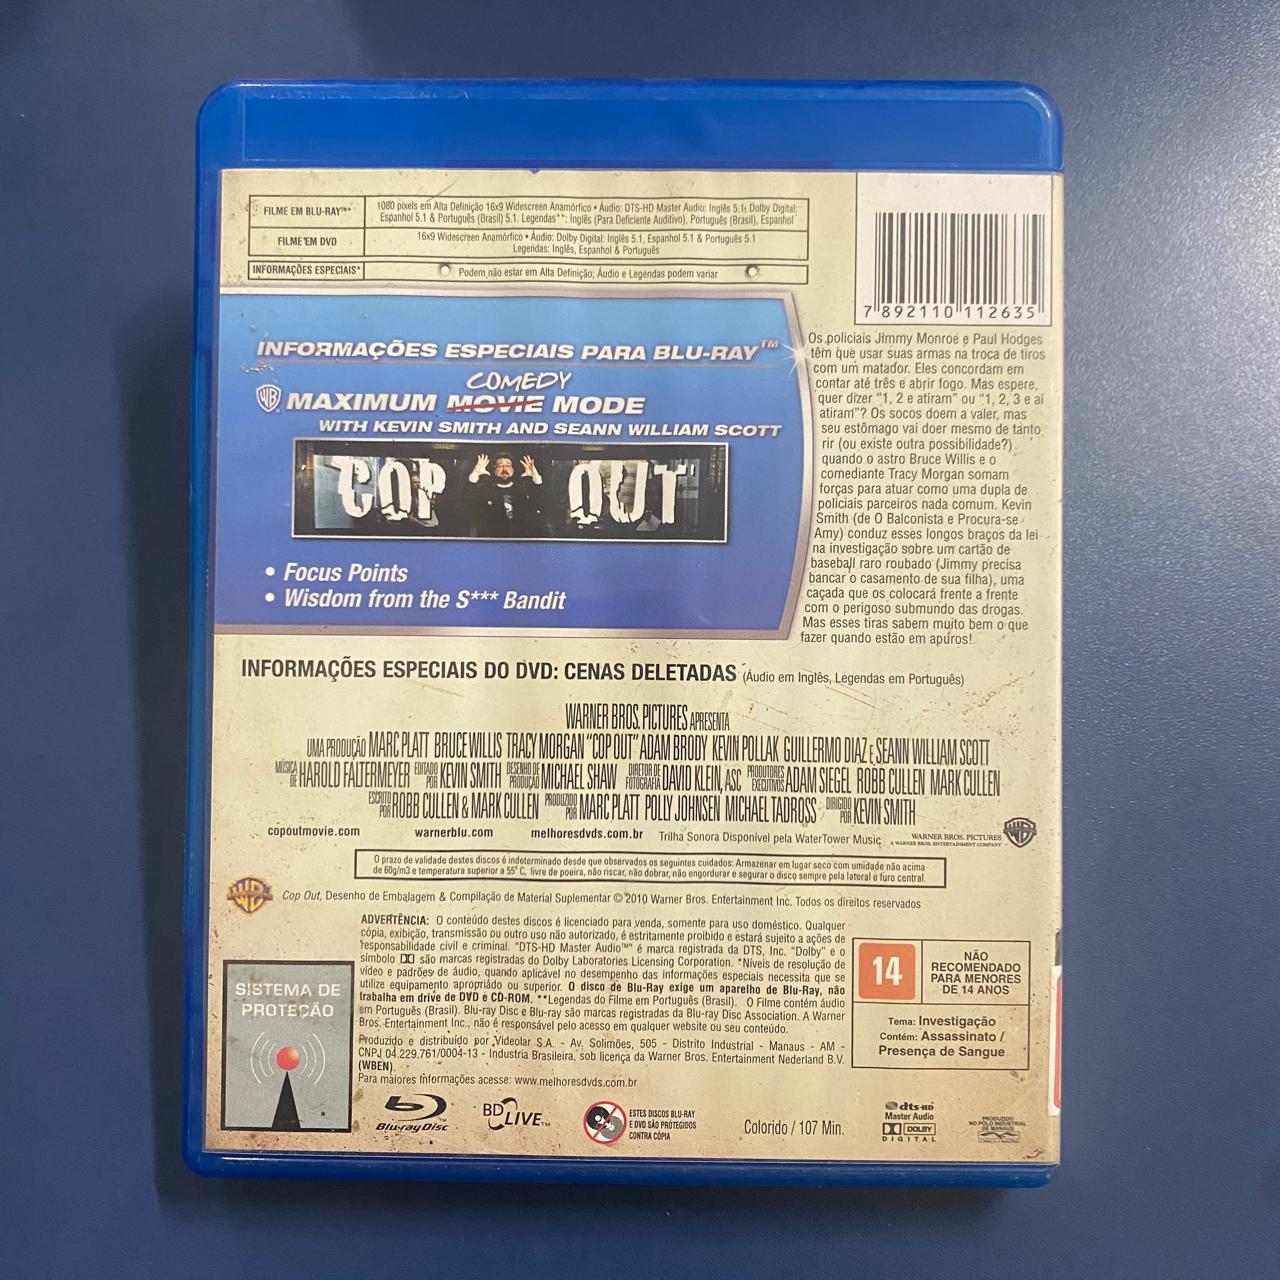 FILME EM BLU-RAY™*
1080 pixels em Alta Definição 16x9 Widescreen Anamórfico • Áudio: DTS-HD Master Audio: Inglês 5.1; Dolby Digital:
Espanhol 5.1 & Português (Brasil) 5.1. Legendas**: Inglês (Para Deficiente Auditivo), Português (Brasil), Espanhol
FILME EM DVD
16x9 Widescreen Anamórfico • Áudio: Dolby Digital: Inglês 5.1, Espanhol 5.1 & Português 5.1
Legendas: Inglês, Espanhol & Português
INFORMAÇÕES ESPECIAIS*
Podem não estar em Alta Definição; Áudio e Legendas podem variar
7 892110 112635
INFORMAÇÕES ESPECIAIS PARA BLU-RAY™
COMEDY
WB MAXIMUM MOVIE MODE
WITH KEVIN SMITH AND SEANN WILLIAM SCOTT
COP OUT
• Focus Points
• Wisdom from the S*** Bandit
Os policiais Jimmy Monroe e Paul Hodges
têm que usar suas armas na troca de tiros
com um matador. Eles concordam em
contar até três e abrir fogo. Mas espere,
quer dizer “1, 2 e atiram” ou “1, 2, 3 e aí
atiram”? Os socos doem a valer, mas
seu estômago vai doer mesmo de tanto
rir (ou existe outra possibilidade?)
quando o astro Bruce Willis e o
comediante Tracy Morgan somam
forças para atuar como uma dupla de
policiais parceiros nada comum. Kevin
Smith (de O Balconista e Procura-se
Amy) conduz esses longos braços da lei
na investigação sobre um cartão de
baseball raro roubado (Jimmy precisa
bancar o casamento de sua filha), uma
caçada que os colocará frente a frente
com o perigoso submundo das drogas.
Mas esses tiras sabem muito bem o que
fazer quando estão em apuros!
INFORMAÇÕES ESPECIAIS DO DVD: CENAS DELETADAS (Áudio em Inglês, Legendas em Português)
WARNER BROS. PICTURES APRESENTA
UMA PRODUÇÃO MARC PLATT BRUCE WILLIS TRACY MORGAN “COP OUT” ADAM BRODY KEVIN POLLAK GUILLERMO DIAZ E SEANN WILLIAM SCOTT
MÚSICA DE HAROLD FALTERMEYER EDITADO POR KEVIN SMITH DESENHO DE PRODUÇÃO MICHAEL SHAW DIRETOR DE FOTOGRAFIA DAVID KLEIN, ASC PRODUTORES EXECUTIVOS ADAM SIEGEL ROBB CULLEN MARK CULLEN
ESCRITO POR ROBB CULLEN & MARK CULLEN PRODUZIDO POR MARC PLATT POLLY JOHNSEN MICHAEL TADROSS DIRIGIDO POR KEVIN SMITH
copoutmovie.com warnerblu.com melhoresdvds.com.br Trilha Sonora Disponível pela WaterTower Music
WARNER BROS. PICTURES
A WARNER BROS. ENTERTAINMENT COMPANY
O prazo de validade destes discos é indeterminado desde que observados os seguintes cuidados: Armazenar em lugar seco com umidade não acima
de 60g/m3 e temperatura superior a 55°C, livre de poeira, não riscar, não dobrar, não engordurar e segurar o disco sempre pela lateral e furo central.
Cop Out, Desenho de Embalagem & Compilação de Material Suplementar © 2010 Warner Bros. Entertainment Inc. Todos os direitos reservados
ADVERTÊNCIA: O conteúdo destes discos é licenciado para venda, somente para uso doméstico. Qualquer
cópia, exibição, transmissão ou outro uso não autorizado, é estritamente proibido e estará sujeito a ações de
responsabilidade civil e criminal. “DTS-HD Master Audio™” é marca registrada da DTS, Inc. “Dolby” e o
símbolo são marcas registradas do Dolby Laboratories Licensing Corporation. *Níveis de resolução de
vídeo e padrões de áudio, quando aplicável no desempenho das informações especiais necessita que se
utilize equipamento apropriado ou superior. O disco de Blu-Ray exige um aparelho de Blu-Ray, não
trabalha em drive de DVD e CD-ROM. **Legendas do Filme em Português (Brasil). O Filme contém áudio
em Português (Brasil). Blu-ray Disc e Blu-ray são marcas registradas da Blu-ray Disc Association. A Warner
Bros. Entertainment Inc., não é responsável pelo acesso em qualquer website ou seu conteúdo.
Produzido e distribuído por Videolar S.A. - Av. Solimões, 505 - Distrito Industrial - Manaus - AM -
CNPJ 04.229.761/0004-13 - Industria Brasileira, sob licença da Warner Bros. Entertainment Nederland B.V.
(WBEN)
Para maiores Informações acesse: www.melhoresdvds.com.br
SISTEMA DE
PROTEÇÃO
14
NÃO
RECOMENDADO
PARA MENORES
DE 14 ANOS
Tema: Investigação
Contém: Assassinato /
Presença de Sangue
Blu-ray Disc
BD LIVE™
ESTES DISCOS BLU-RAY
E DVD SÃO PROTEGIDOS
CONTRA CÓPIA
Colorido / 107 Min.
dts-HD
Master Audio
DOLBY
DIGITAL
PRODUZIDO
NO PÓLO INDUSTRIAL
DE MANAUS